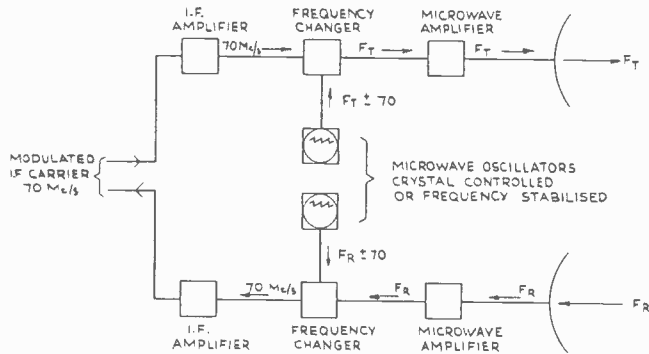 I.F.
AMPLIFIER
FREQUENCY
CHANGER
MICROWAVE
AMPLIFIER
70 Mc/s
FT
FT
FT
FT ± 70
MODULATED
I.F CARRIER
70 Mc/s
MICROWAVE OSCILLATORS
CRYSTAL CONTROLLED
OR FREQUENCY STABILISED
FR ± 70
70 Mc/s
FR
FR
FR
I.F.
AMPLIFIER
FREQUENCY
CHANGER
MICROWAVE
AMPLIFIER